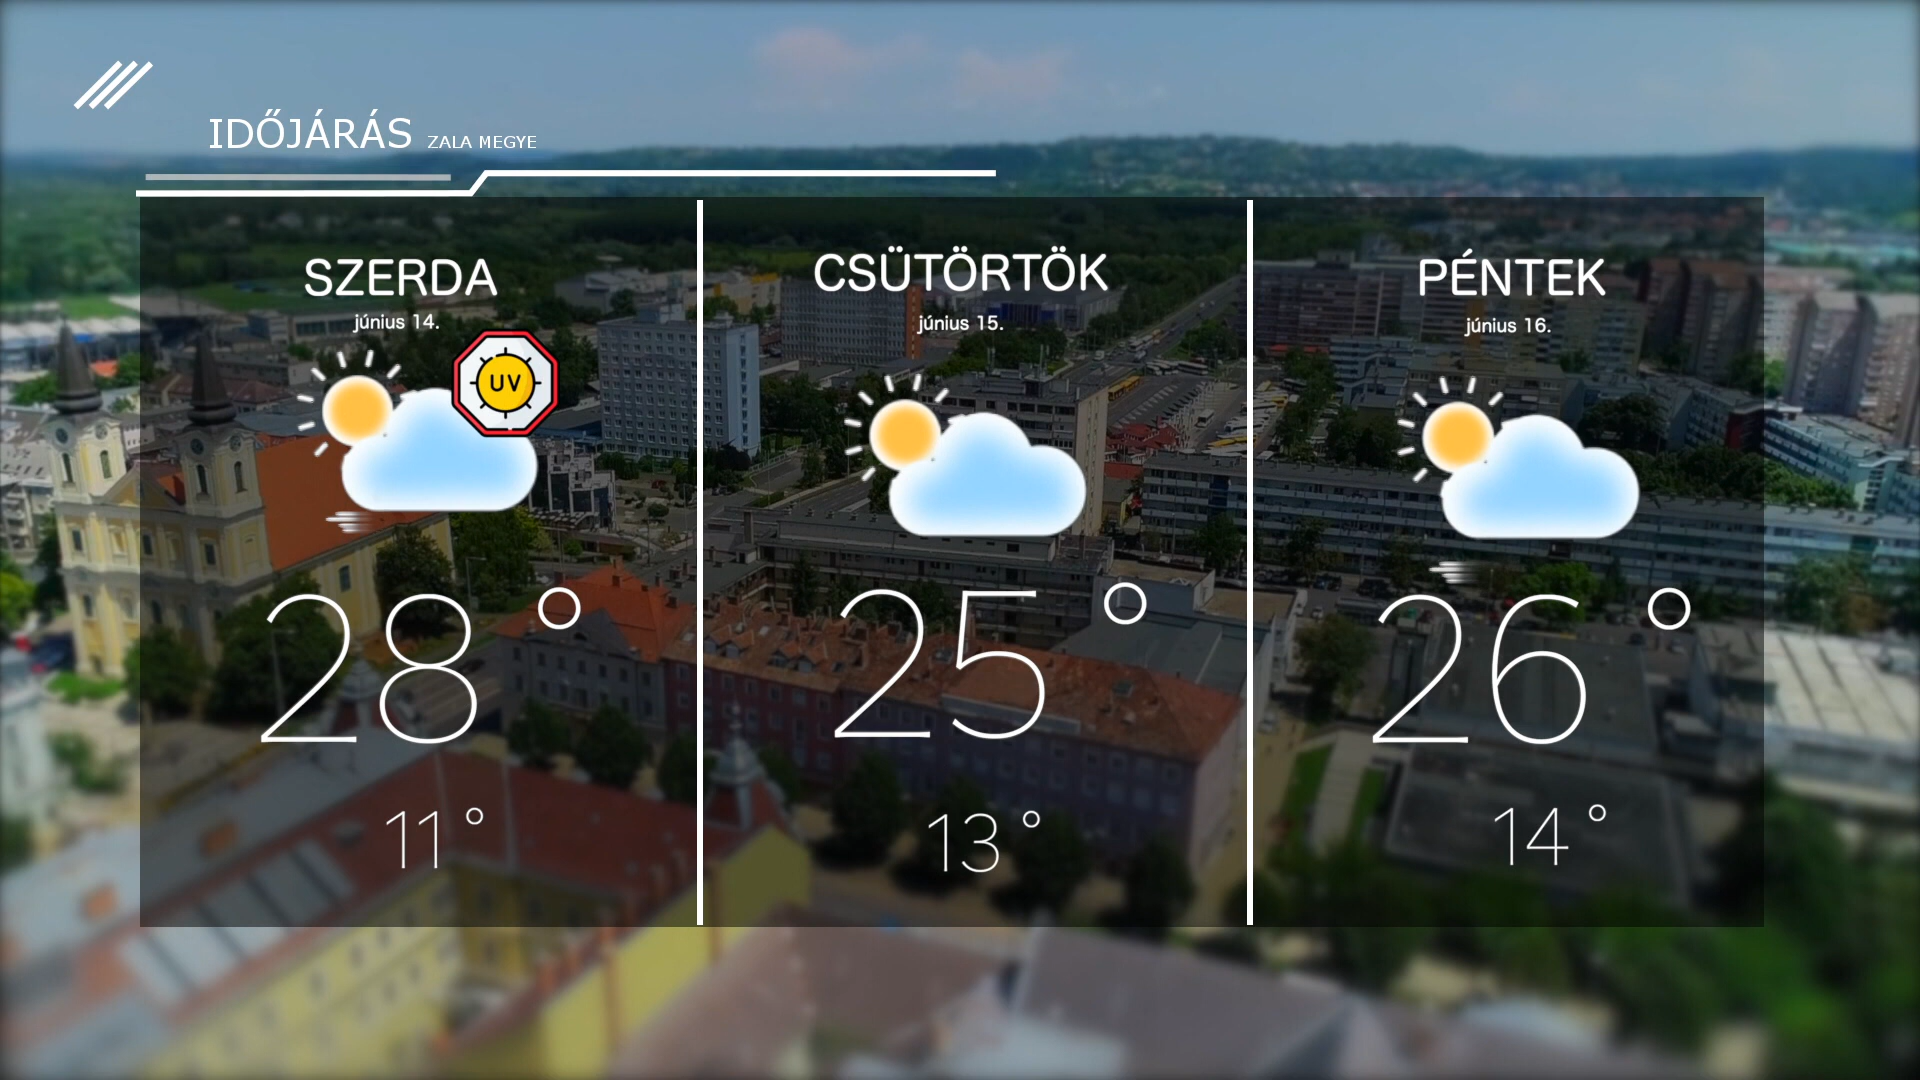 IDŐJÁRÁS ZALA MEGYE
SZERDA
június 14.
UV
28°
11°
CSÜTÖRTÖK
június 15.
25°
13°
PÉNTEK
június 16.
26°
14°